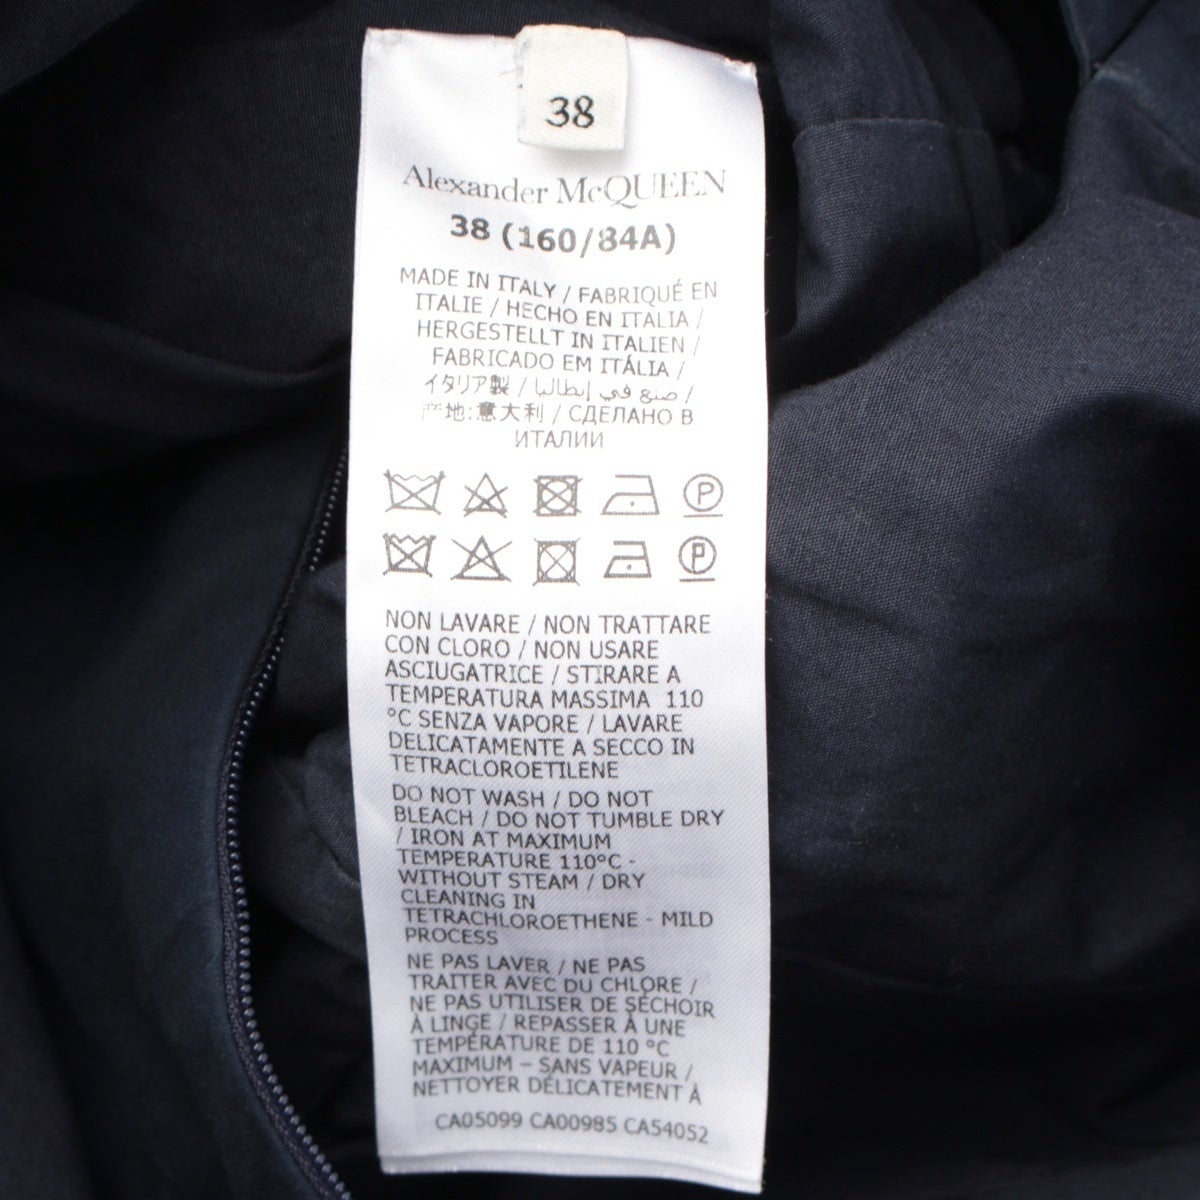 38
Alexander McQUEEN
38 (160/84A)
MADE IN ITALY / FABRIQUÉ EN
ITALIE / HECHO EN ITALIA /
HERGESTELLT IN ITALIEN /
FABRICADO EM ITÁLIA /
イタリア製 / صنع في إيطاليا /
产地:意大利 / СДЕЛАНО В
ИТАЛИИ
P
P
NON LAVARE / NON TRATTARE
CON CLORO / NON USARE
ASCIUGATRICE / STIRARE A
TEMPERATURA MASSIMA 110
°C SENZA VAPORE / LAVARE
DELICATAMENTE A SECCO IN
TETRACLOROETILENE
DO NOT WASH / DO NOT
BLEACH / DO NOT TUMBLE DRY
/ IRON AT MAXIMUM
TEMPERATURE 110°C -
WITHOUT STEAM / DRY
CLEANING IN
TETRACHLOROETHENE - MILD
PROCESS
NE PAS LAVER / NE PAS
TRAITER AVEC DU CHLORE /
NE PAS UTILISER DE SÉCHOIR
À LINGE / REPASSER À UNE
TEMPÉRATURE DE 110 °C
MAXIMUM – SANS VAPEUR /
NETTOYER DÉLICATEMENT À
CA05099 CA00985 CA54052